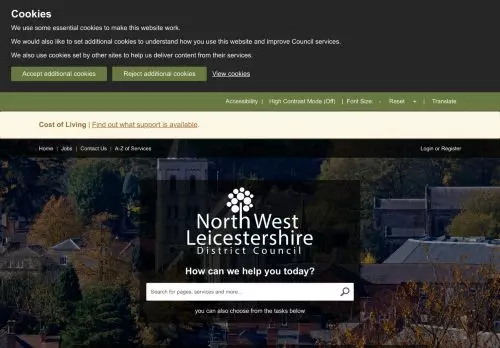 Cookies
We use some essential cookies to make this website work.
We would also like to set additional cookies to understand how you use this website and improve Council services.
We also use cookies set by other sites to help us deliver content from their services.
Accept additional cookies Reject additional cookies View cookies
Accessibility | High Contrast Mode (Off) | Font Size: - Reset + | Translate
Cost of Living | Find out what support is available.
Home | Jobs | Contact Us | A-Z of Services Login or Register
North West
Leicestershire
District Council
How can we help you today?
Search for pages, services and more...
you can also choose from the tasks below